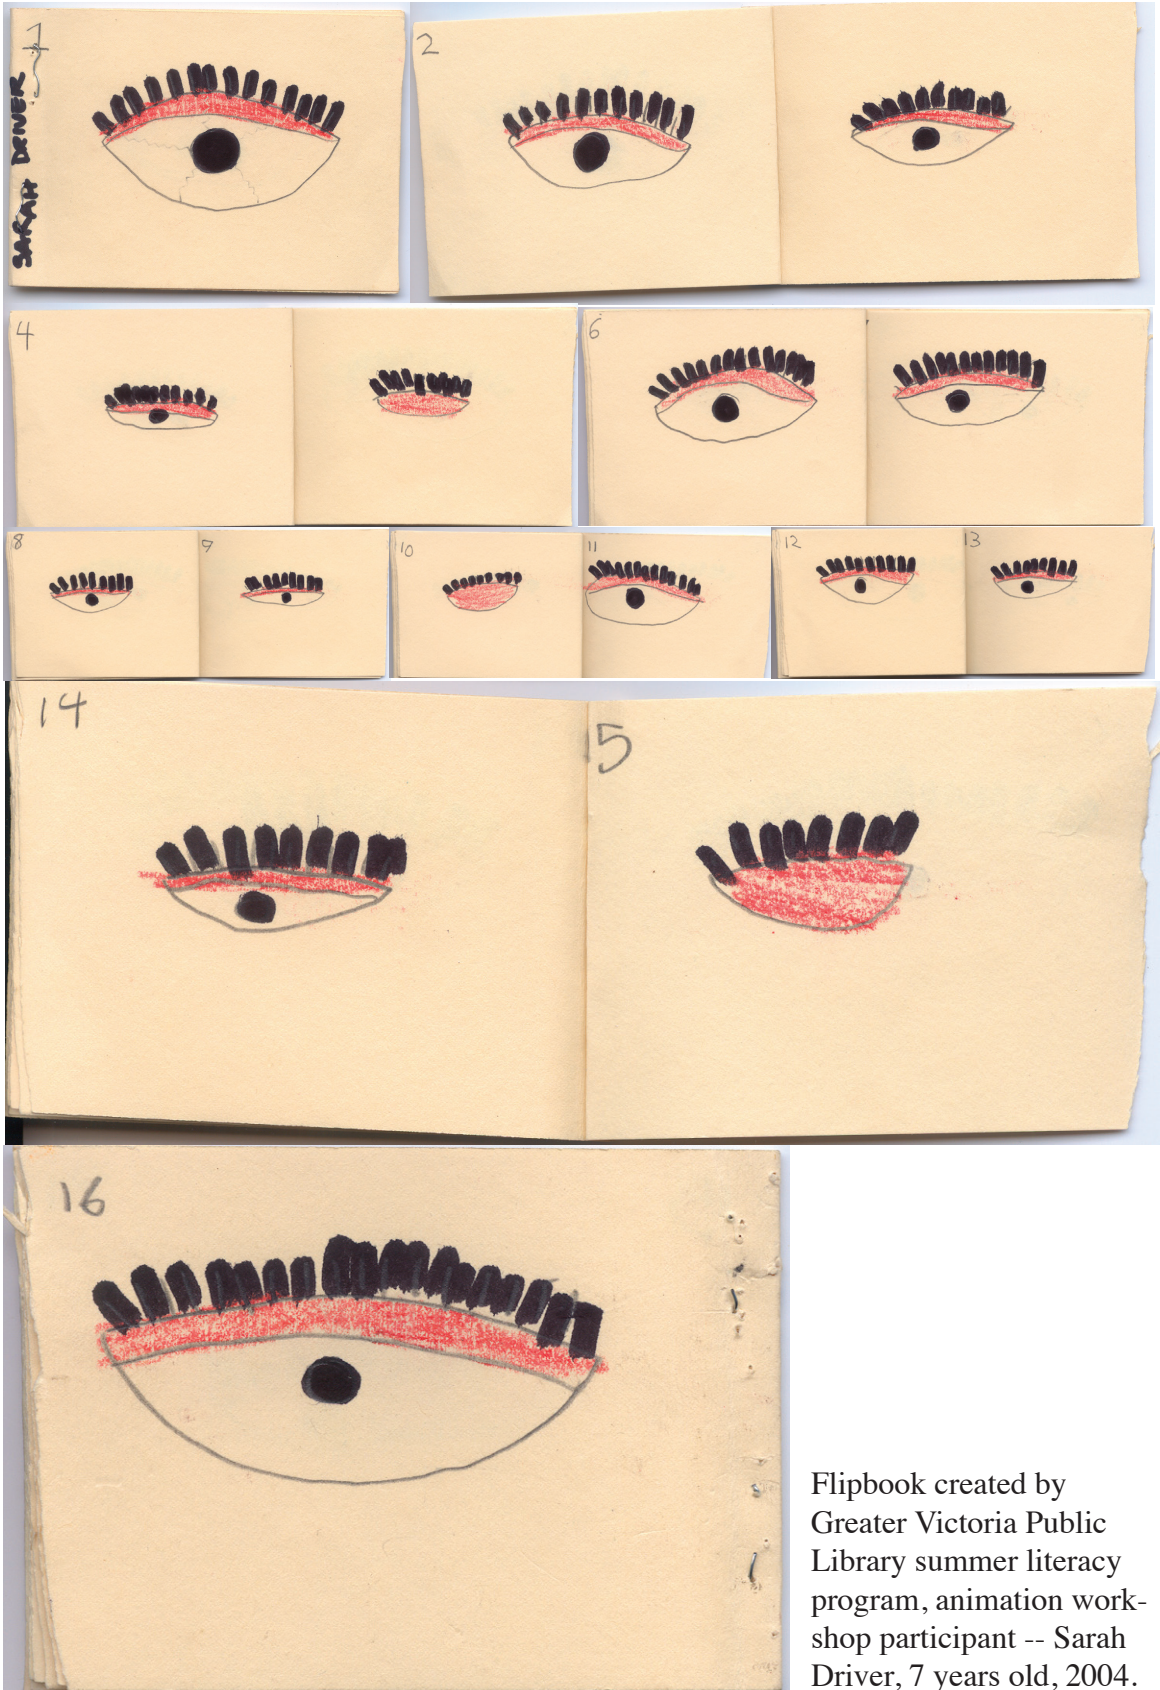 1
SARAH DRIVER
2
4
6
8
9
10
11
12
13
14
15
16
Flipbook created by
Greater Victoria Public
Library summer literacy
program, animation work-
shop participant -- Sarah
Driver, 7 years old, 2004.